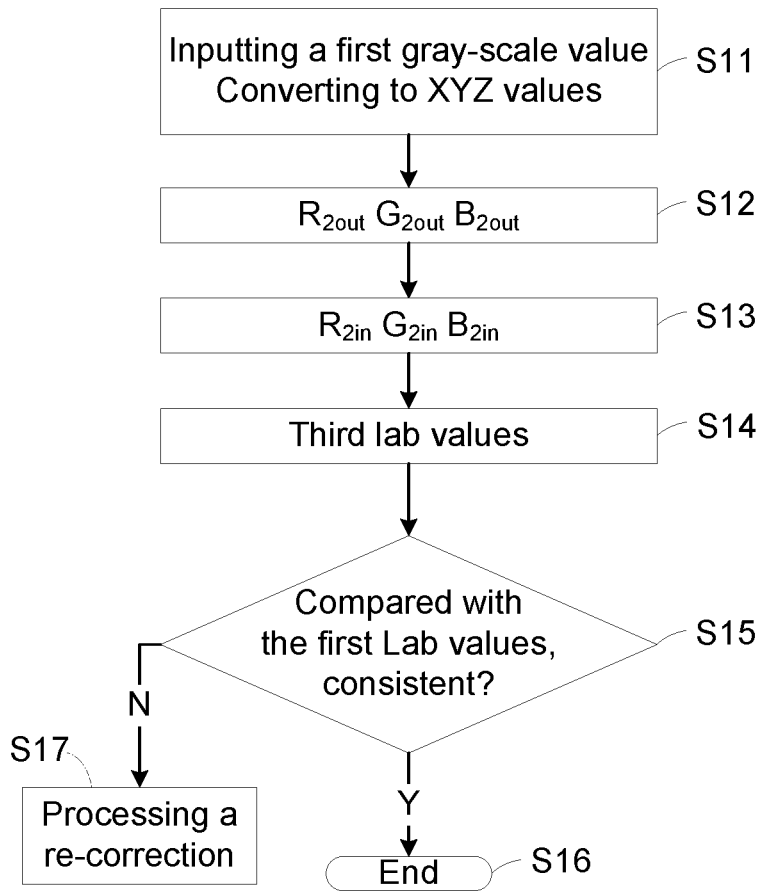 Inputting a first gray-scale value
Converting to XYZ values
S11
R2out G2out B2out
S12
R2in G2in B2in
S13
Third lab values
S14
Compared with
the first Lab values,
consistent?
S15
N
S17
Processing a
re-correction
Y
End
S16